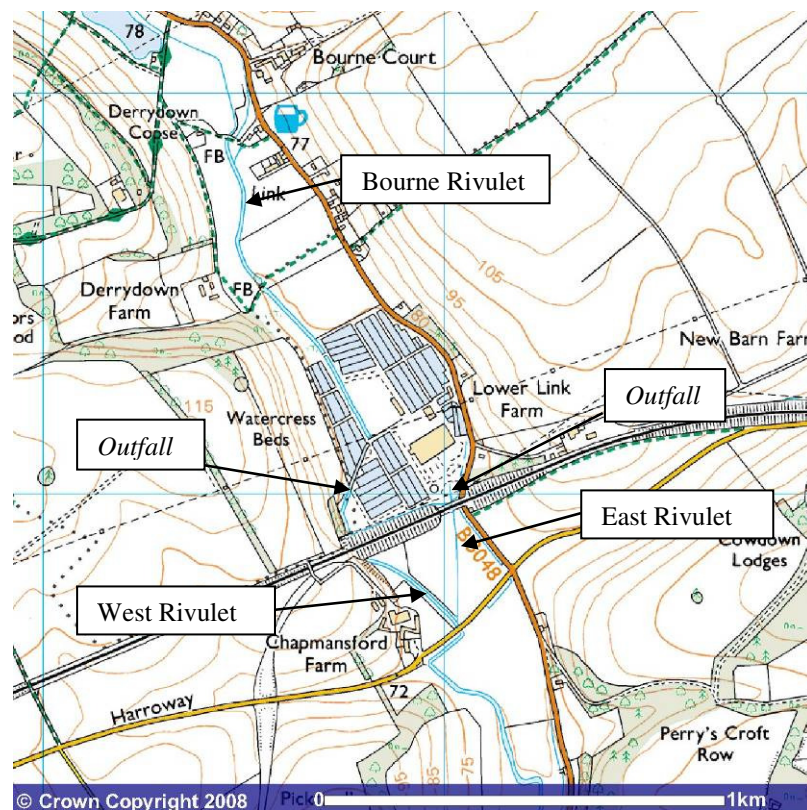 78
Bourne Court
Derrydown
Copse
77
FB
Bourne Rivulet
Link
105
95
Derrydown
Farm
FB
80
New Barn Farm
115
Watercress
Beds
Lower Link
Farm
Outfall
Outfall
East Rivulet
B3048
Cowdown
Lodges
West Rivulet
Chapmansford
Farm
72
Harroway
Perry's Croft
Row
85
75
© Crown Copyright 2008
0
1km